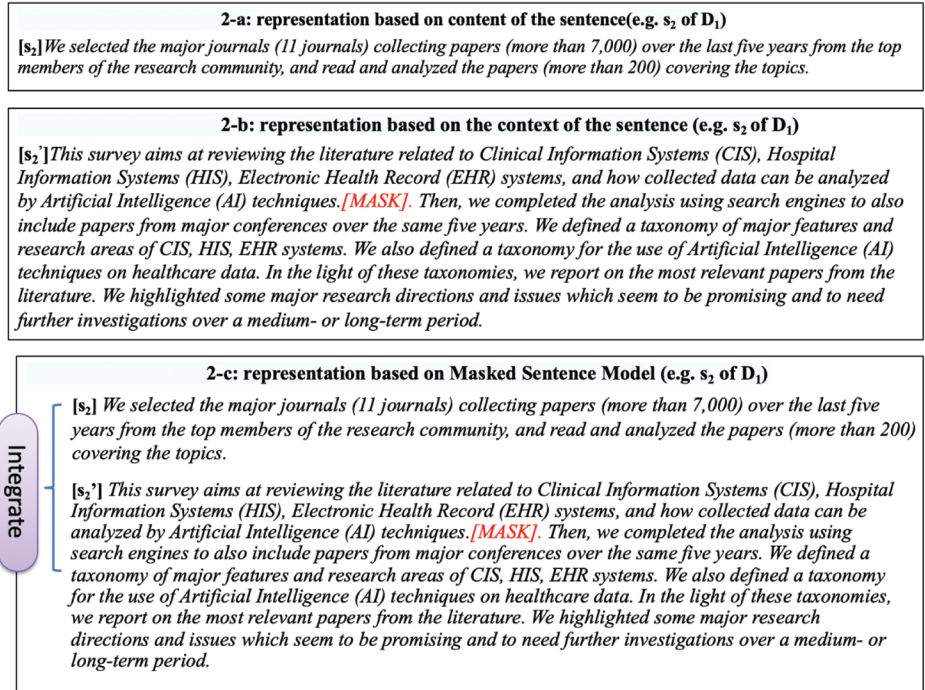 2-a: representation based on content of the sentence(e.g. s₂ of D₁)
[s₂]We selected the major journals (11 journals) collecting papers (more than 7,000) over the last five years from the top
members of the research community, and read and analyzed the papers (more than 200) covering the topics.
2-b: representation based on the context of the sentence (e.g. s₂ of D₁)
[s₂']This survey aims at reviewing the literature related to Clinical Information Systems (CIS), Hospital
Information Systems (HIS), Electronic Health Record (EHR) systems, and how collected data can be analyzed
by Artificial Intelligence (AI) techniques.[MASK]. Then, we completed the analysis using search engines to also
include papers from major conferences over the same five years. We defined a taxonomy of major features and
research areas of CIS, HIS, EHR systems. We also defined a taxonomy for the use of Artificial Intelligence (AI)
techniques on healthcare data. In the light of these taxonomies, we report on the most relevant papers from the
literature. We highlighted some major research directions and issues which seem to be promising and to need
further investigations over a medium- or long-term period.
2-c: representation based on Masked Sentence Model (e.g. s₂ of D₁)
Integrate
[s₂] We selected the major journals (11 journals) collecting papers (more than 7,000) over the last five
years from the top members of the research community, and read and analyzed the papers (more than 200)
covering the topics.
[s₂’] This survey aims at reviewing the literature related to Clinical Information Systems (CIS), Hospital
Information Systems (HIS), Electronic Health Record (EHR) systems, and how collected data can be
analyzed by Artificial Intelligence (AI) techniques.[MASK]. Then, we completed the analysis using
search engines to also include papers from major conferences over the same five years. We defined a
taxonomy of major features and research areas of CIS, HIS, EHR systems. We also defined a taxonomy
for the use of Artificial Intelligence (AI) techniques on healthcare data. In the light of these taxonomies,
we report on the most relevant papers from the literature. We highlighted some major research
directions and issues which seem to be promising and to need further investigations over a medium- or
long-term period.